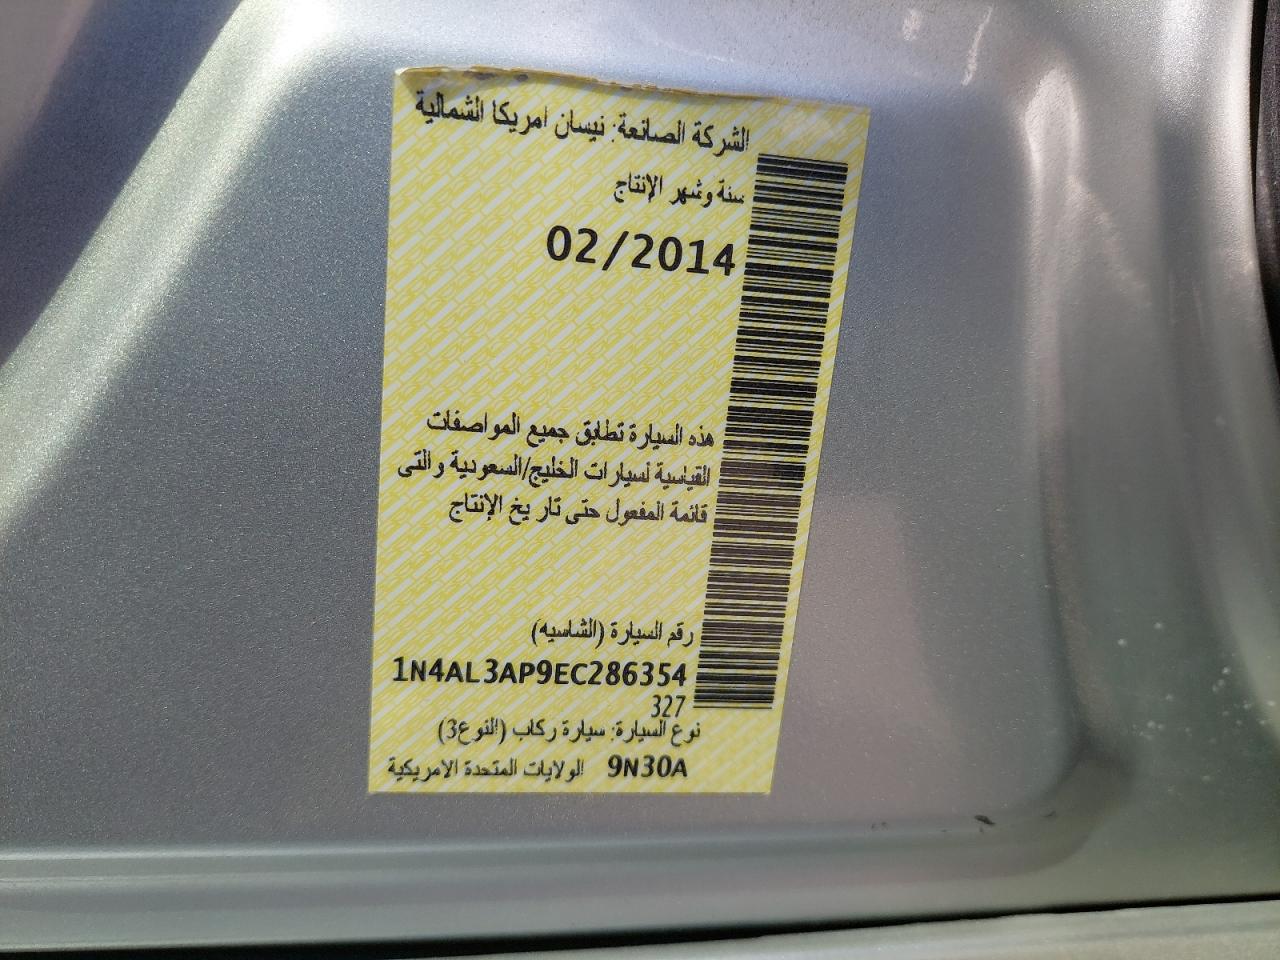 الشركة الصانعة: نيسان امريكا الشمالية
سنة وشهر الإنتاج
02/2014
هذه السيارة تطابق جميع المواصفات
القياسية لسيارات الخليج/السعودية والتى
قائمة المفعول حتى تاريخ الإنتاج
رقم السيارة (الشاسيه)
1N4AL3AP9EC286354
327
نوع السيارة: سيارة ركاب (النوع3)
9N30A الولايات المتحدة الامريكية